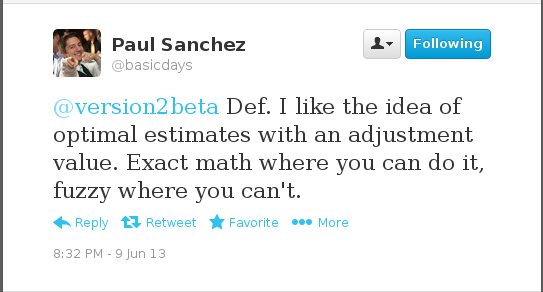 Paul Sanchez
Following
@basicdays
@version2beta Def. I like the idea of
optimal estimates with an adjustment
value. Exact math where you can do it,
fuzzy where you can't.
Reply Retweet Favorite More
8:32 PM - 9 Jun 13